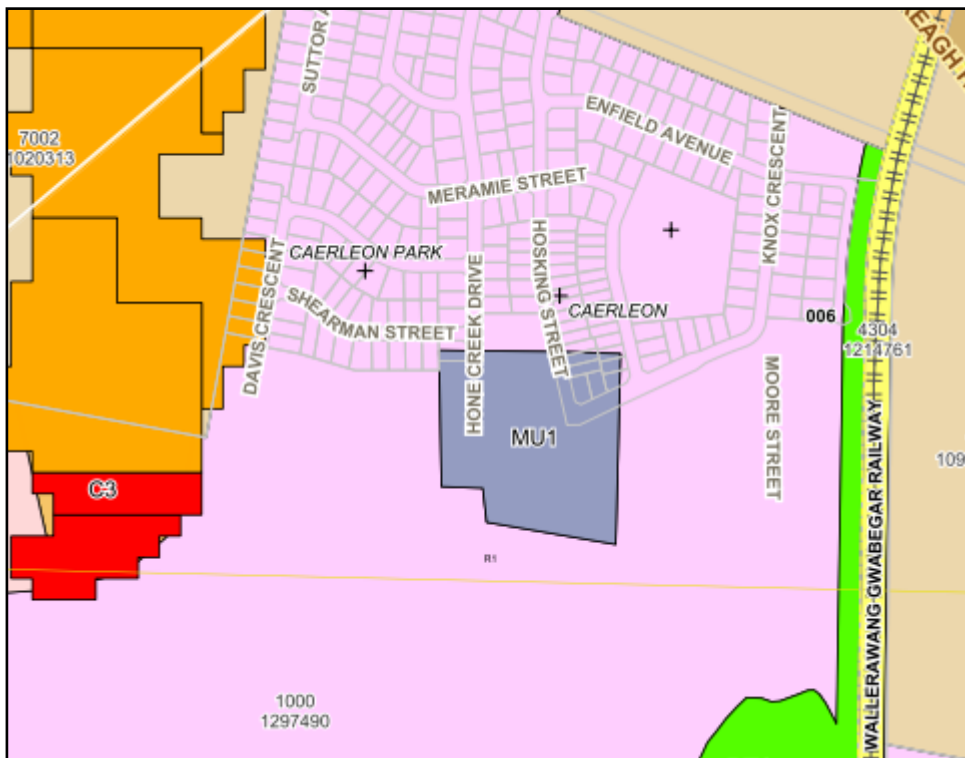 SUTTOR
EAGH H
ENFIELD AVENUE
7002
1020313
KNOX CRESCENT
MERAMIE STREET
CAERLEON PARK
DAVIS CRESCENT
SHEARMAN STREET
HONE CREEK DRIVE
HOSKING STREET
CAERLEON
006
4304
1214761
MOORE STREET
MU1
109
C3
R1
WALLERAWANG GWABEGAR RAILWAY
1000
1297490